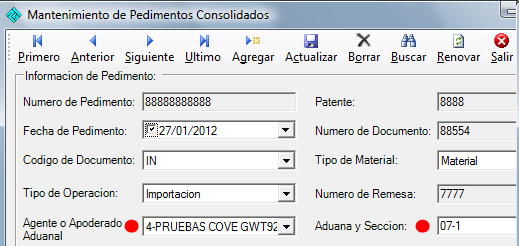 Mantenimiento de Pedimentos Consolidados
Primero Anterior Siguiente Ultimo Agregar Actualizar Borrar Buscar Renovar Salir
Informacion de Pedimento:
Numero de Pedimento: 88888888888 Patente: 8888
Fecha de Pedimento: 27/01/2012 Numero de Documento: 88554
Codigo de Documento: IN Tipo de Material: Material
Tipo de Operacion: Importacion Numero de Remesa: 7777
Agente o Apoderado Aduanal 4-PRUEBAS COVE GWT92 Aduana y Seccion: 07-1